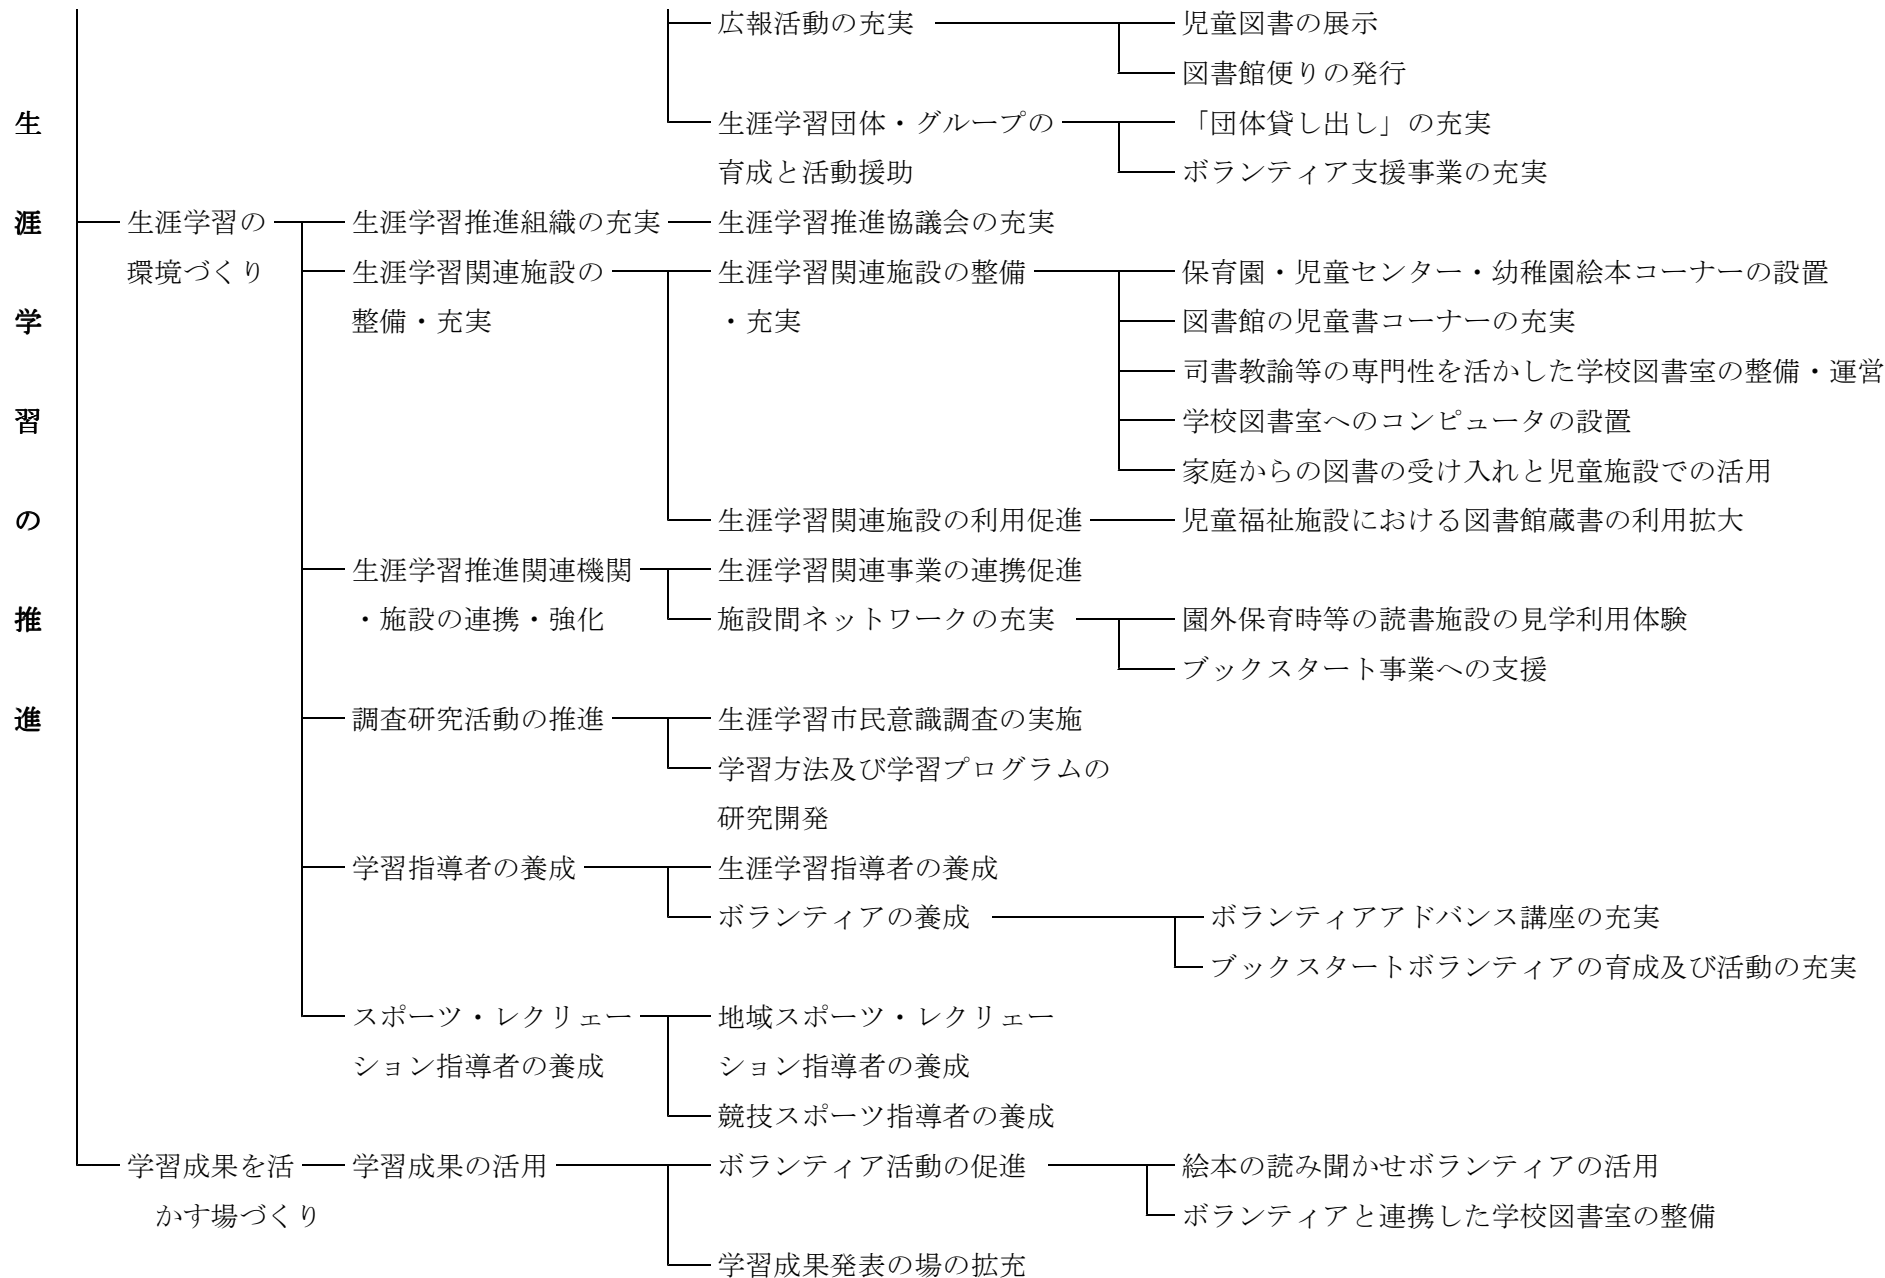 広報活動の充実 児童図書の展示
図書館便りの発行
生涯学習団体・グループの 「団体貸し出し」の充実
育成と活動援助 ボランティア支援事業の充実
生涯学習の推進
生涯学習の 生涯学習推進組織の充実 生涯学習推進協議会の充実
環境づくり 生涯学習関連施設の 生涯学習関連施設の整備 保育園・児童センター・幼稚園絵本コーナーの設置
整備・充実 ・充実 図書館の児童書コーナーの充実
司書教諭等の専門性を活かした学校図書室の整備・運営
学校図書室へのコンピュータの設置
家庭からの図書の受け入れと児童施設での活用
生涯学習関連施設の利用促進 児童福祉施設における図書館蔵書の利用拡大
生涯学習推進関連機関 生涯学習関連事業の連携促進
・施設の連携・強化 施設間ネットワークの充実 園外保育時等の読書施設の見学利用体験
ブックスタート事業への支援
調査研究活動の推進 生涯学習市民意識調査の実施
学習方法及び学習プログラムの
研究開発
学習指導者の養成 生涯学習指導者の養成
ボランティアの養成 ボランティアアドバンス講座の充実
ブックスタートボランティアの育成及び活動の充実
スポーツ・レクリェー 地域スポーツ・レクリェー
ション指導者の養成 ション指導者の養成
競技スポーツ指導者の養成
学習成果を活 学習成果の活用 ボランティア活動の促進 絵本の読み聞かせボランティアの活用
かす場づくり ボランティアと連携した学校図書室の整備
学習成果発表の場の拡充